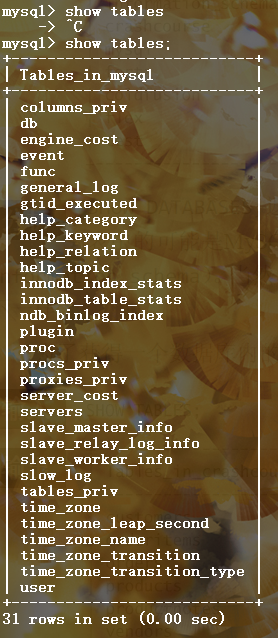 mysql> show tables
    -> ^C
mysql> show tables;
+---------------------------+
| Tables_in_mysql           |
+---------------------------+
| columns_priv
| db
| engine_cost
| event
| func
| general_log
| gtid_executed
| help_category
| help_keyword
| help_relation
| help_topic
| innodb_index_stats
| innodb_table_stats
| ndb_binlog_index
| plugin
| proc
| procs_priv
| proxies_priv
| server_cost
| servers
| slave_master_info
| slave_relay_log_info
| slave_worker_info
| slow_log
| tables_priv
| time_zone
| time_zone_leap_second
| time_zone_name
| time_zone_transition
| time_zone_transition_type |
| user
+---------------------------+
31 rows in set (0.00 sec)